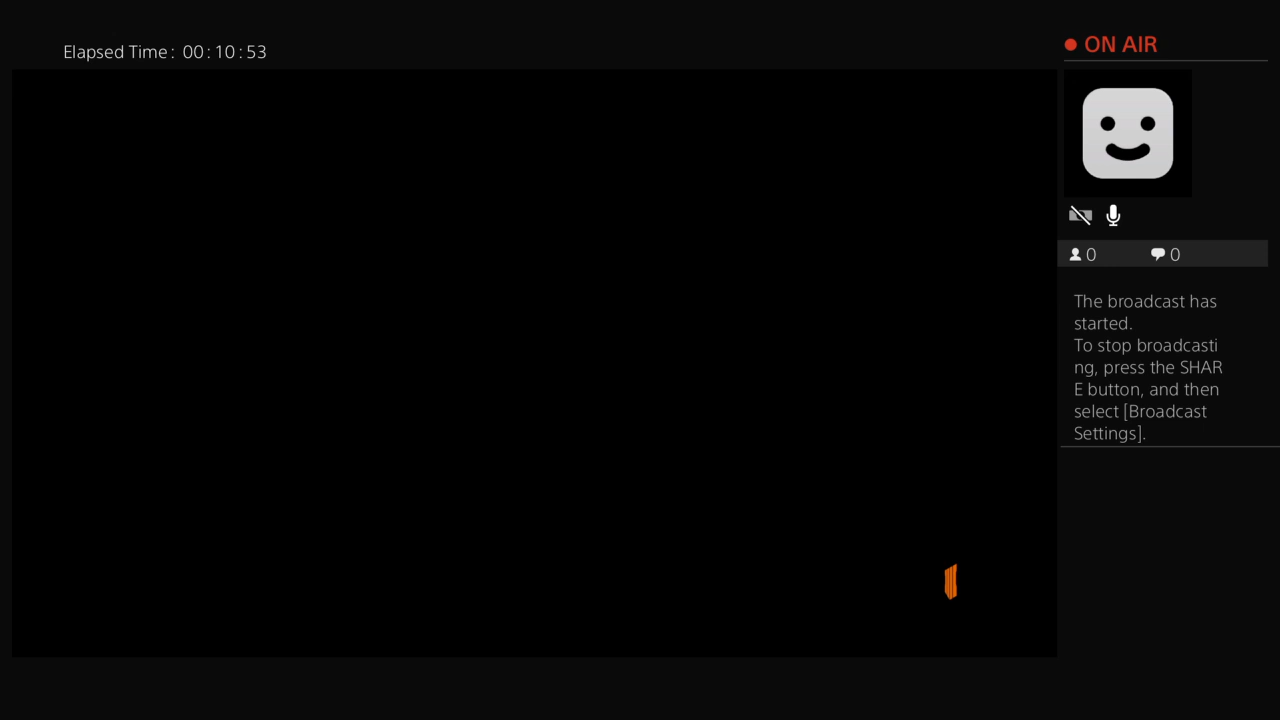 Elapsed Time: 00:10:53
ON AIR
0
0
The broadcast has
started.
To stop broadcasti
ng, press the SHAR
E button, and then
select [Broadcast
Settings].